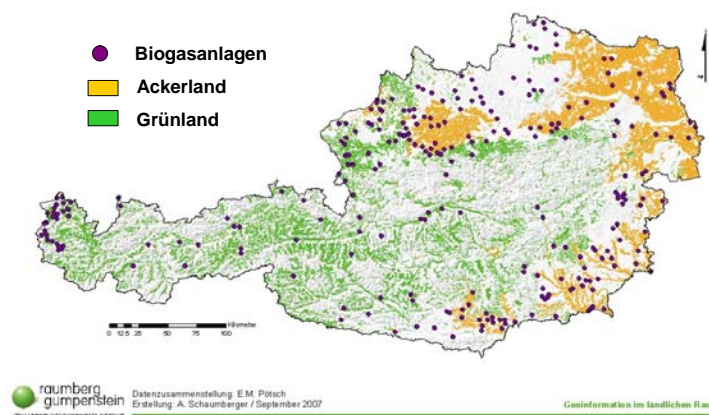 Biogasanlagen
Ackerland
Grünland
Kilometer
0 12,5 25 50 75 100
raumberg
gumpenstein
Datenzusammenstellung: E.M. Pötsch
Erstellung: A. Schaumberger / September 2007
Geoinformation im ländlichen Rau